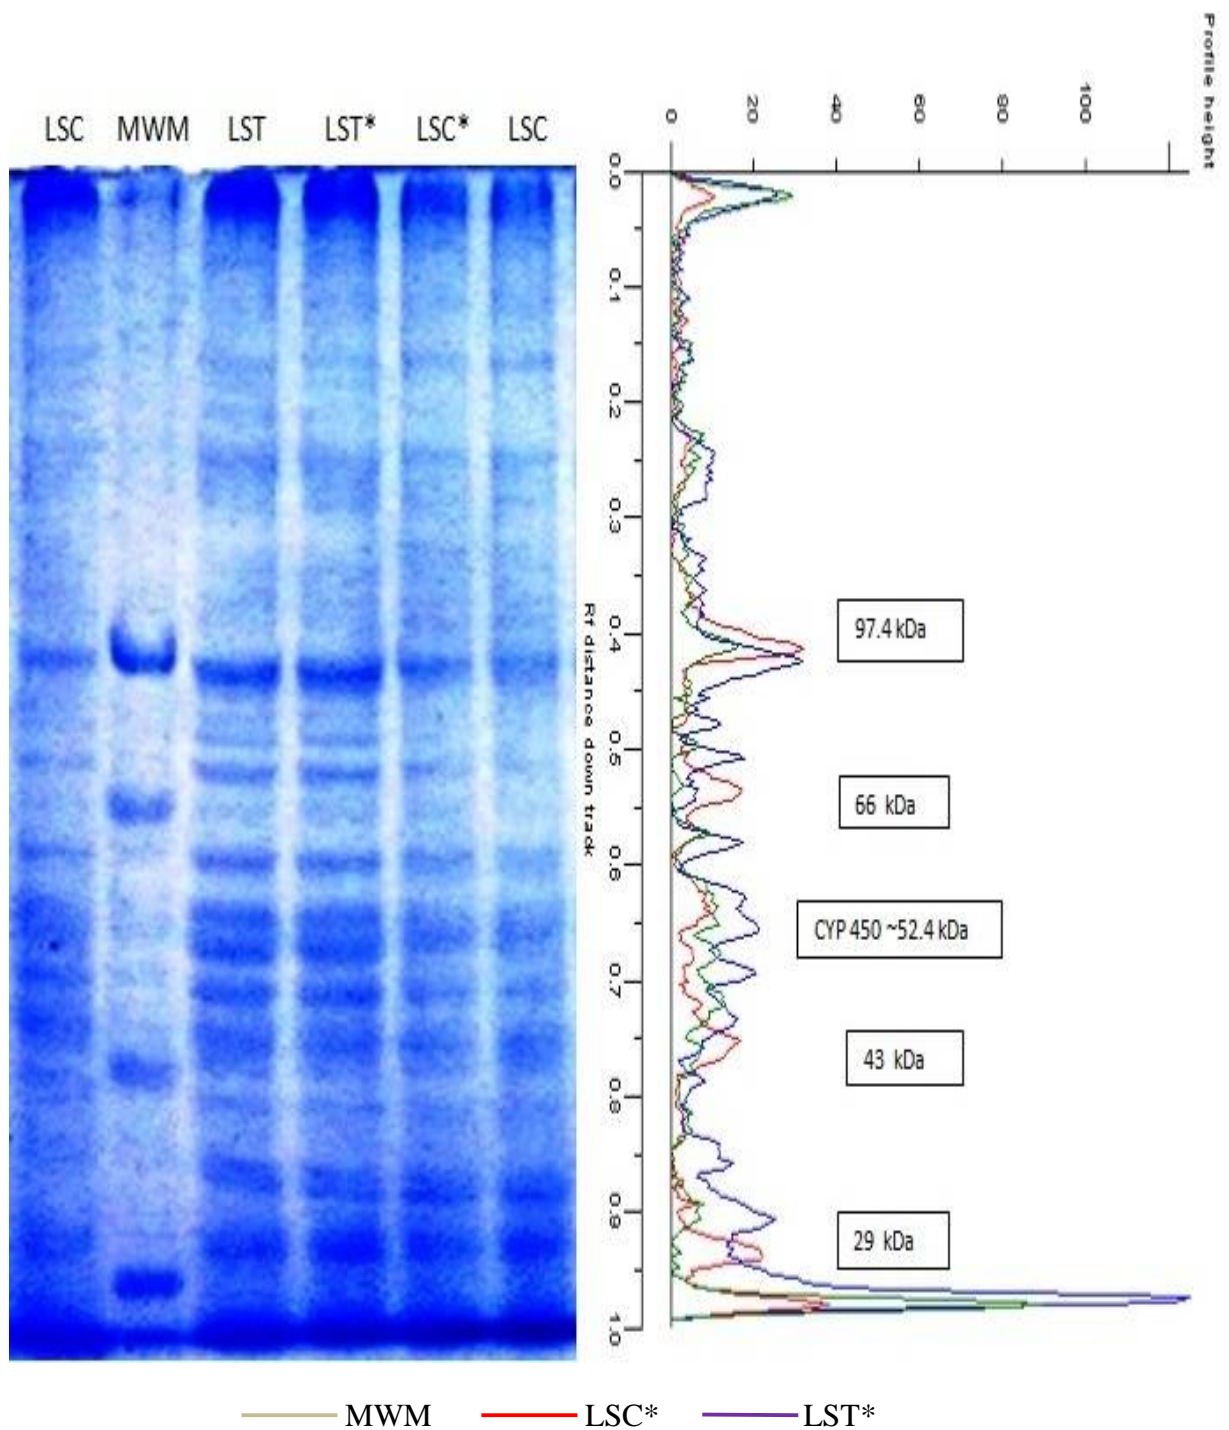 LSC MWM LST LST* LSC* LSC
Profile height
0 20 40 60 80 100
Rf distance down track
0.0
0.1
0.2
0.3
0.4
0.5
0.6
0.7
0.8
0.9
1.0
97.4 kDa
66 kDa
CYP 450 ~52.4 kDa
43 kDa
29 kDa
MWM LSC* LST*